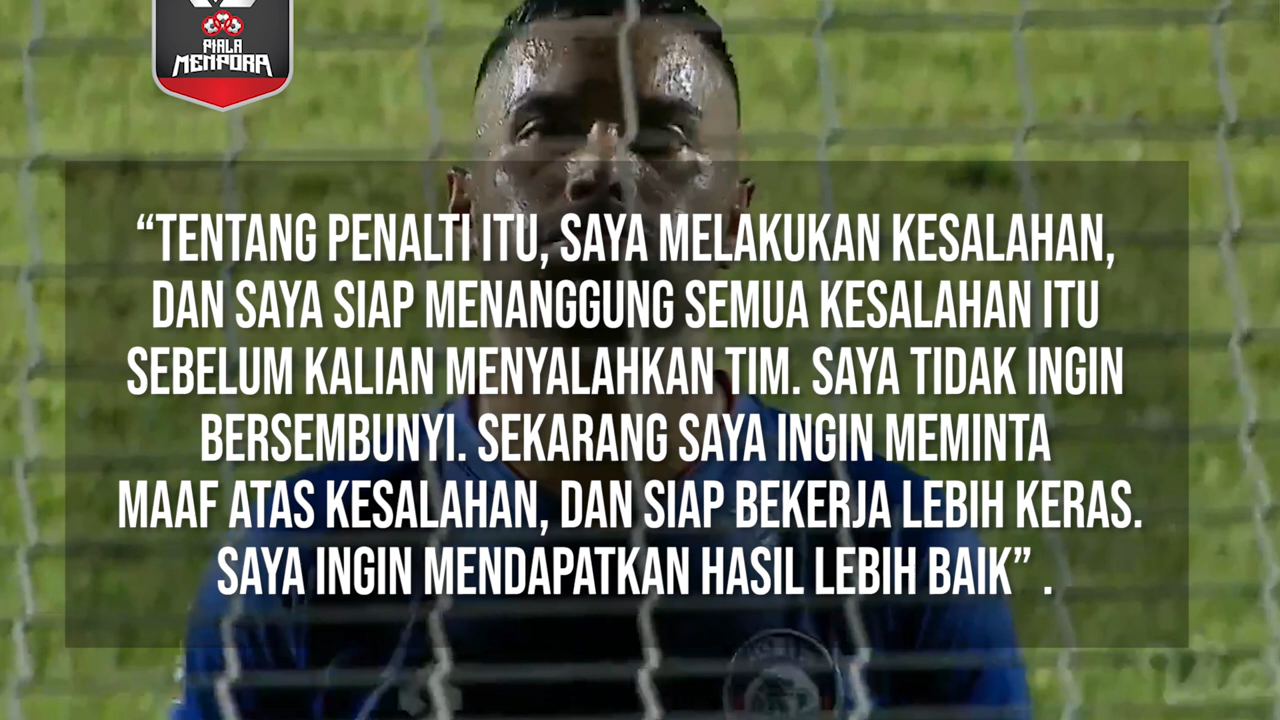 PIALA
MENPORA
“TENTANG PENALTI ITU, SAYA MELAKUKAN KESALAHAN,
DAN SAYA SIAP MENANGGUNG SEMUA KESALAHAN ITU
SEBELUM KALIAN MENYALAHKAN TIM. SAYA TIDAK INGIN
BERSEMBUNYI. SEKARANG SAYA INGIN MEMINTA
MAAF ATAS KESALAHAN, DAN SIAP BEKERJA LEBIH KERAS.
SAYA INGIN MENDAPATKAN HASIL LEBIH BAIK” .